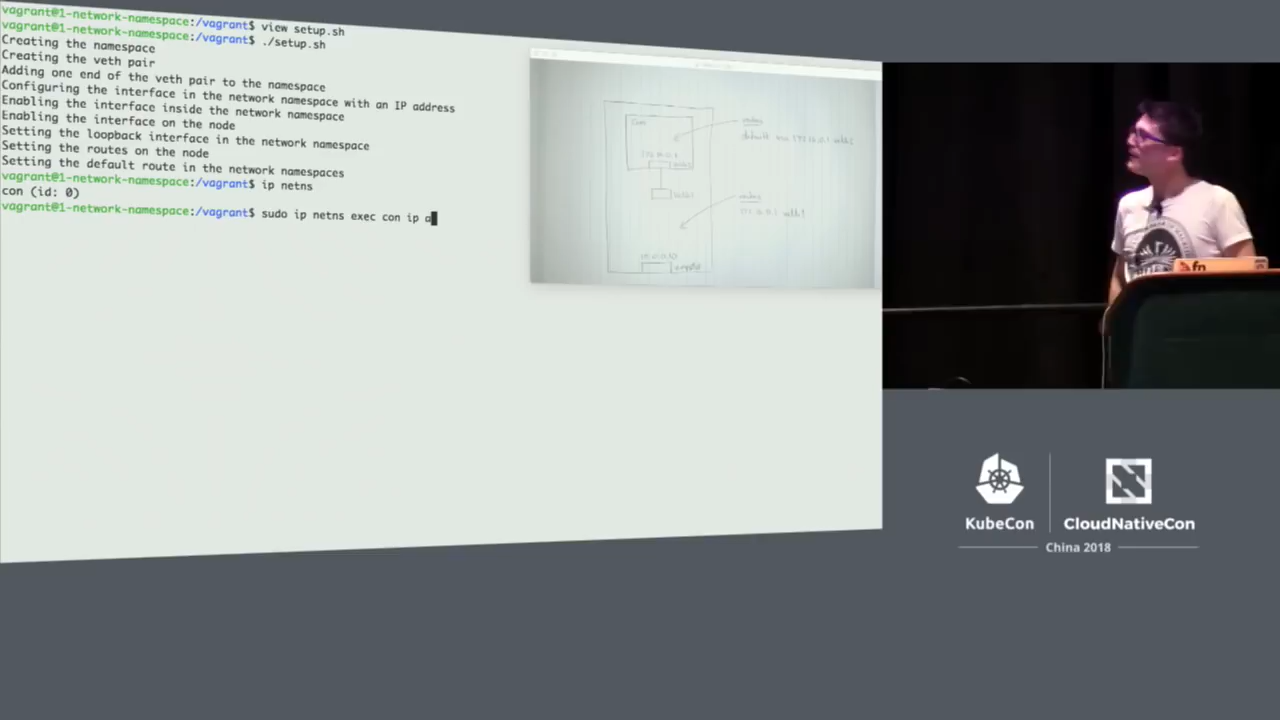 vagrant@1-network-namespace:/vagrant$ view setup.sh
vagrant@1-network-namespace:/vagrant$ ./setup.sh
Creating the namespace
Creating the veth pair
Adding one end of the veth pair to the namespace
Configuring the interface in the network namespace with an IP address
Enabling the interface inside the network namespace
Enabling the interface on the node
Setting the loopback interface in the network namespace
Setting the routes on the node
Setting the default route in the network namespaces
vagrant@1-network-namespace:/vagrant$ ip netns
con (id: 0)
vagrant@1-network-namespace:/vagrant$ sudo ip netns exec con ip a
fn
KubeCon
CloudNativeCon
China 2018